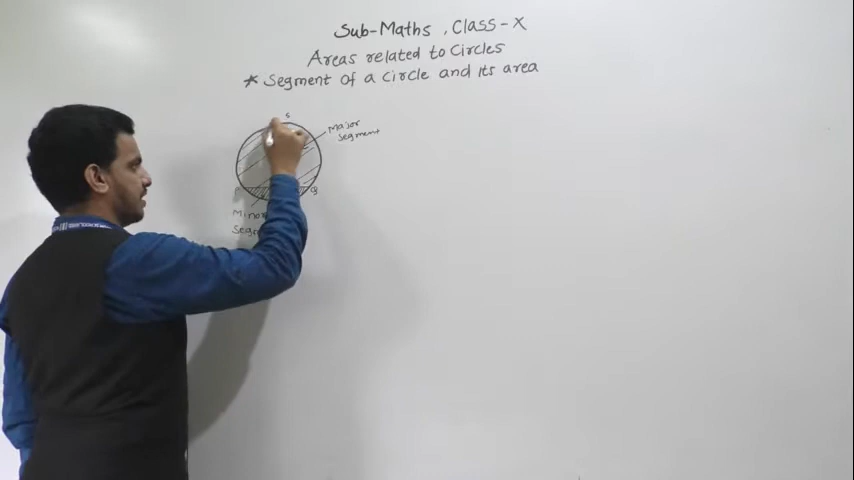 Sub-Maths , Class-X
Areas related to Circles
* Segment of a circle and its area
S
Major
segment
Q
Minor